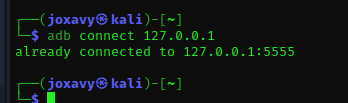 ┌──(joxavy㉿kali)-[~]
└─$ adb connect 127.0.0.1
already connected to 127.0.0.1:5555
┌──(joxavy㉿kali)-[~]
└─$